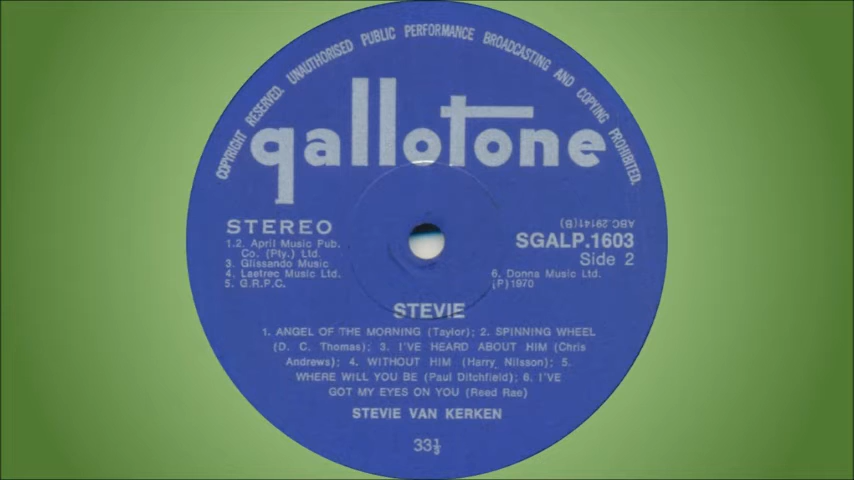 COPYRIGHT RESERVED. UNAUTHORISED PUBLIC PERFORMANCE BROADCASTING AND COPYING PROHIBITED.
gallotone
STEREO
1.2. April Music Pub.
Co. (Pty.) Ltd.
3. Glissando Music
4. Laetrec Music Ltd.
5. G.R.P.C.
ABC.29141(B)
SGALP.1603
Side 2
6. Donna Music Ltd.
(P)1970
STEVIE
1. ANGEL OF THE MORNING (Taylor); 2. SPINNING WHEEL
(D. C. Thomas); 3. I'VE HEARD ABOUT HIM (Chris
Andrews); 4. WITHOUT HIM (Harry Nilsson); 5.
WHERE WILL YOU BE (Paul Ditchfield); 6. I'VE
GOT MY EYES ON YOU (Reed Rae)
STEVIE VAN KERKEN
33⅓